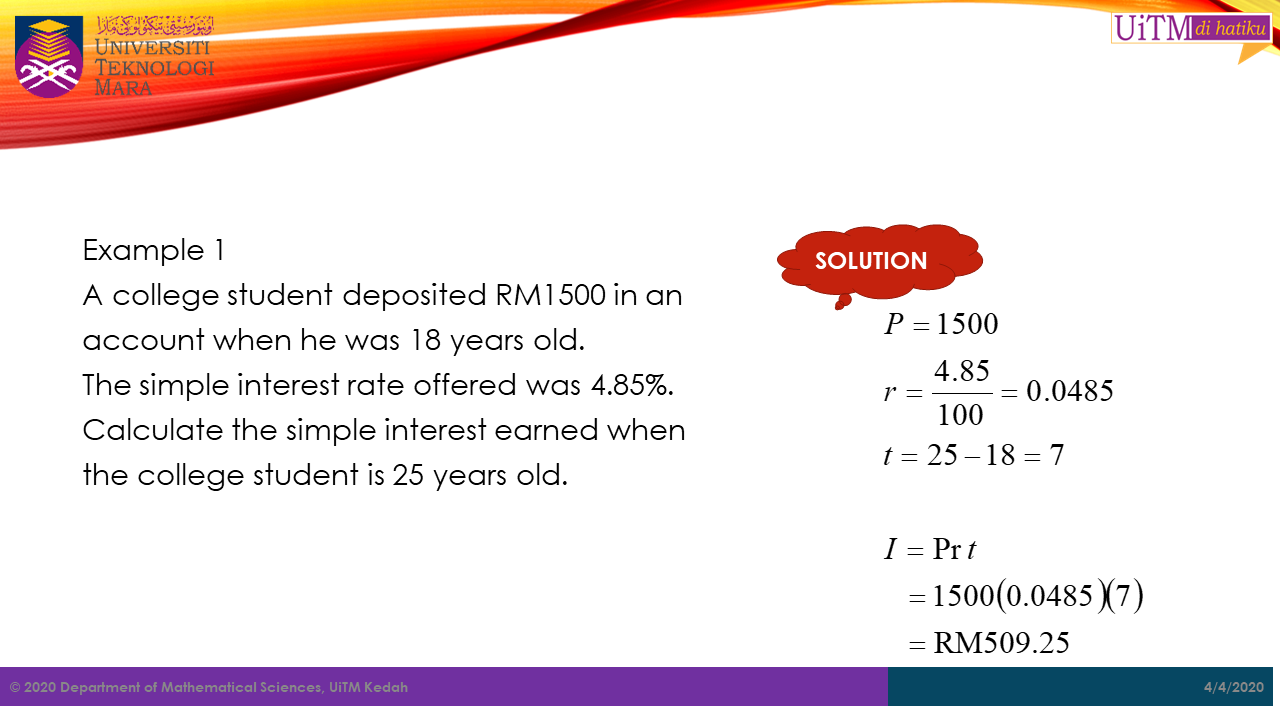 UNIVERSITI
TEKNOLOGI
MARA
UiTM di hatiku
Example 1
A college student deposited RM1500 in an
account when he was 18 years old.
The simple interest rate offered was 4.85%.
Calculate the simple interest earned when
the college student is 25 years old.
SOLUTION
P = 1500
r = 4.85/100 = 0.0485
t = 25 – 18 = 7
I = Pr t
= 1500(0.0485)(7)
= RM509.25
© 2020 Department of Mathematical Sciences, UiTM Kedah
4/4/2020